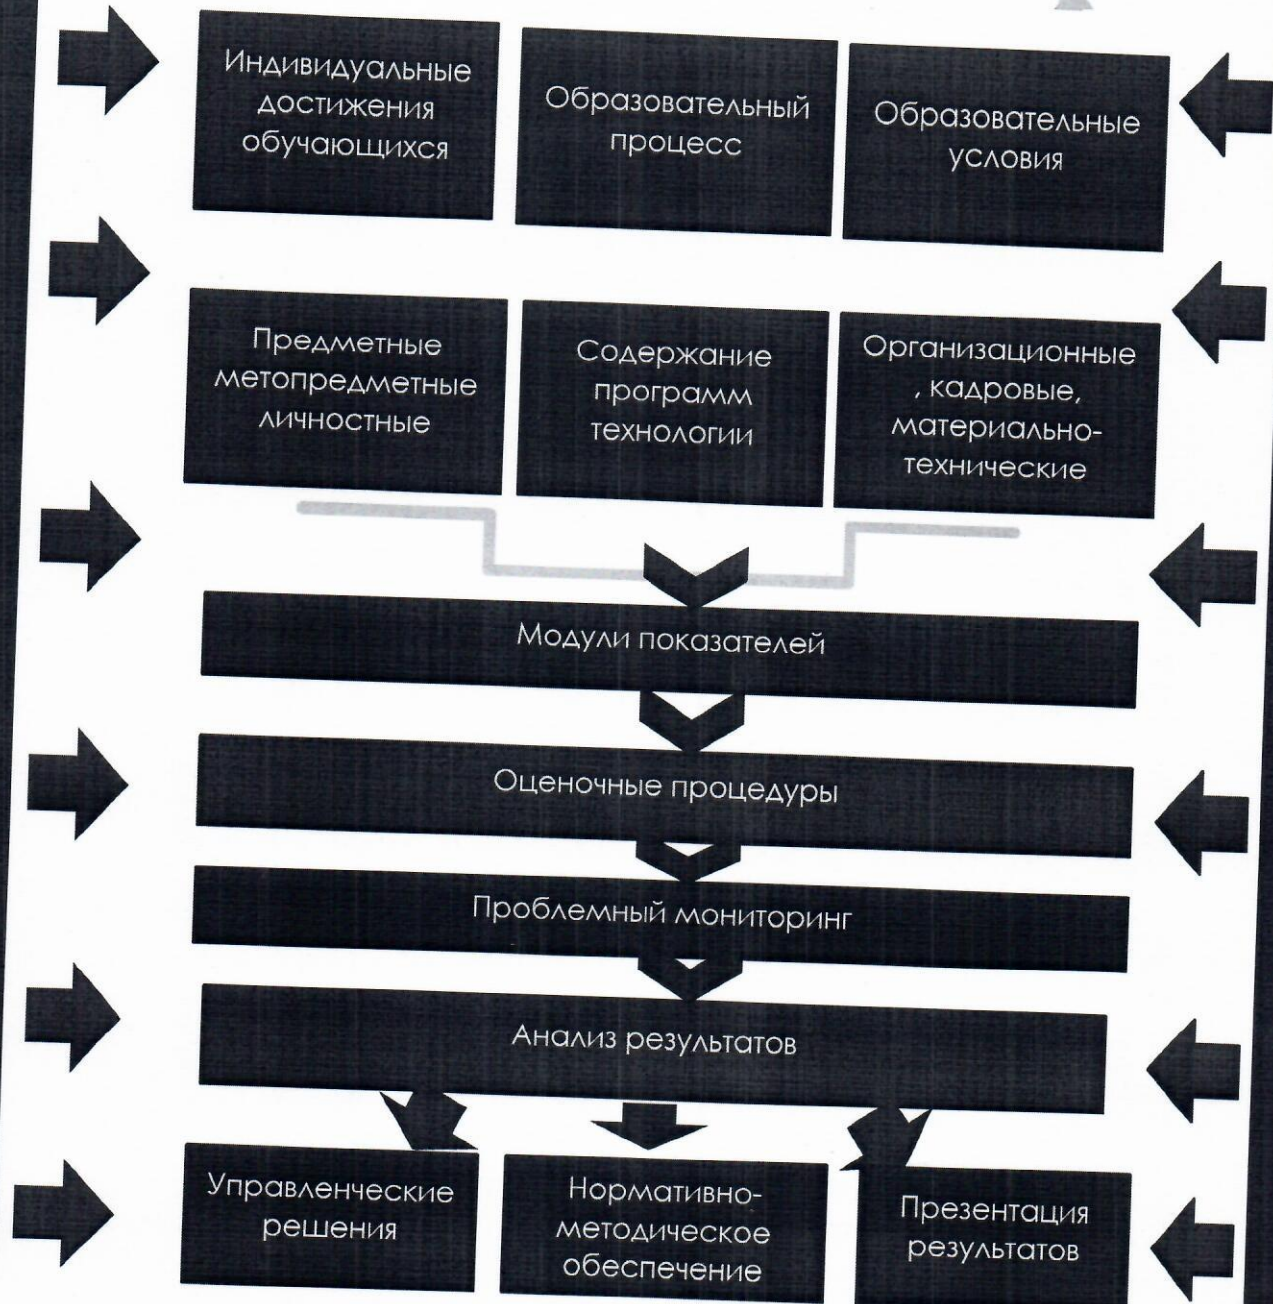 Индивидуальные
достижения
обучающихся
Образовательный
процесс
Образовательные
условия
Предметные
метопредметные
личностные
Содержание
программ
технологии
Организационные
, кадровые,
материально-
технические
Модули показателей
Оценочные процедуры
Проблемный мониторинг
Анализ результатов
Управленческие
решения
Нормативно-
методическое
обеспечение
Презентация
результатов